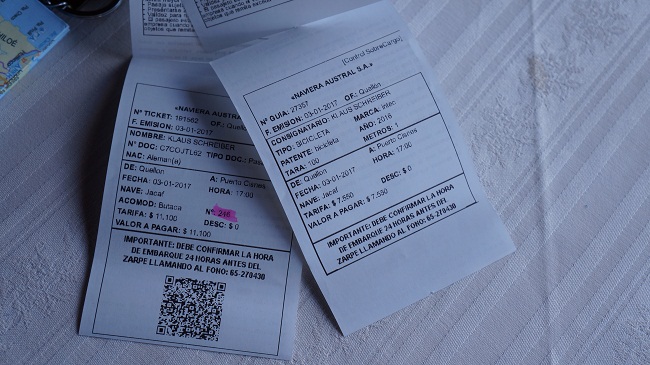 «NAVIERA AUSTRAL
Nº TICKET: 191562
OF.: Quellon
F. EMISION: 03-01-2017
NOMBRE: KLAUS SCHREIBER
Nº DOC: C7COJTL62 TIPO DOC.: Pas
NAC: Aleman(a)
DE: Quellon
A: Puerto Cisnes
FECHA: 03-01-2017
HORA: 17:00
NAVE: Jacaf
ACOMOD: Butaca
Nº: 246
TARIFA: $ 11.100
DESC: $ 0
VALOR A PAGAR: $ 11.100
IMPORTANTE: DEBE CONFIRMAR LA HORA
DE EMBARQUE 24 HORAS ANTES DEL
ZARPE LLAMANDO AL FONO: 65-270430
[Control SobreCargo]
«NAVIERA AUSTRAL S.A.»
Nº GUIA: 27357
F. EMISION: 03-01-2017 OF.: Quellon
CONSIGNATARIO: KLAUS SCHREIBER
TIPO: BICICLETA
MARCA: Intec
PATENTE: bicicleta
AÑO: 2016
TARA: 100
METROS: 1
DE: Quellon
A: Puerto Cisnes
FECHA: 03-01-2017
HORA: 17:00
NAVE: Jacaf
TARIFA: $ 7.550
DESC: $ 0
VALOR A PAGAR: $ 7.550
IMPORTANTE: DEBE CONFIRMAR LA HORA
DE EMBARQUE 24 HORAS ANTES DEL
ZARPE LLAMANDO AL FONO: 65-270430